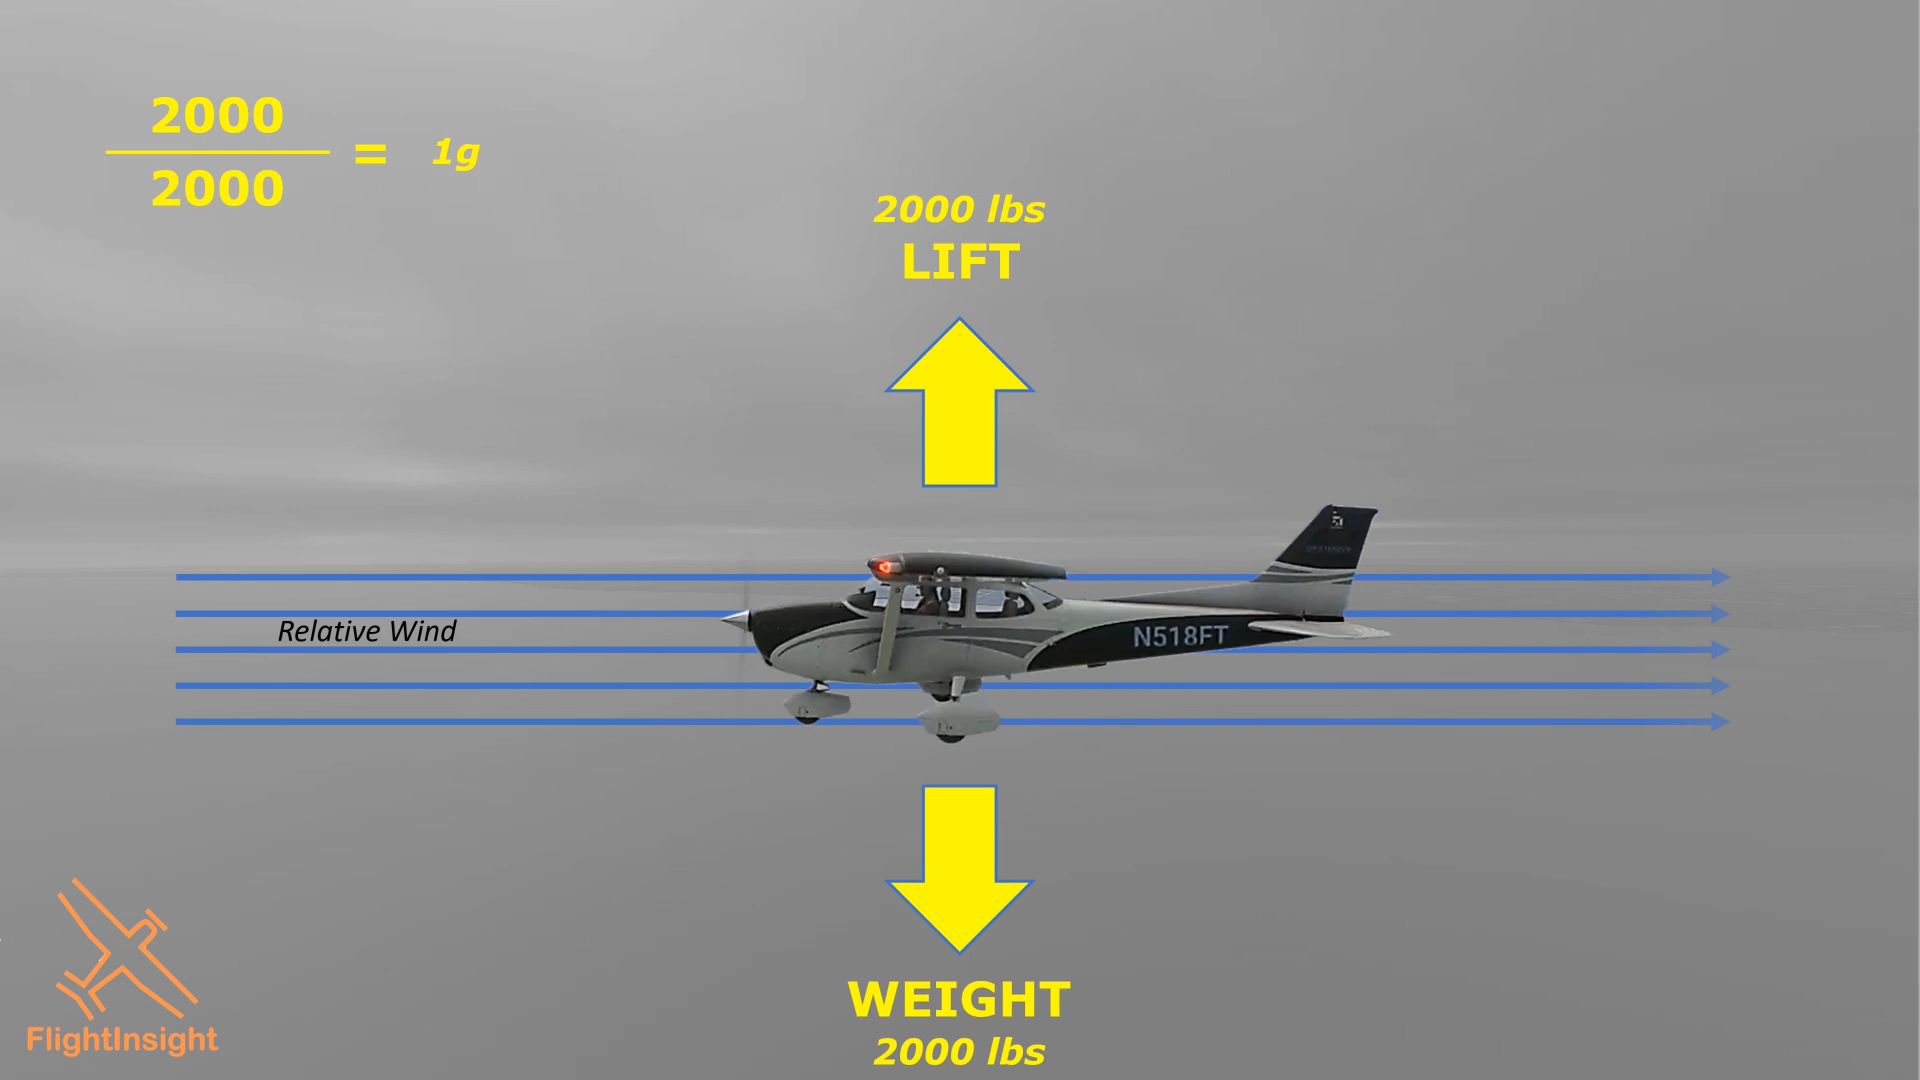 2000
2000
= 1g
2000 lbs
LIFT
Relative Wind
N518FT
WEIGHT
2000 lbs
FlightInsight